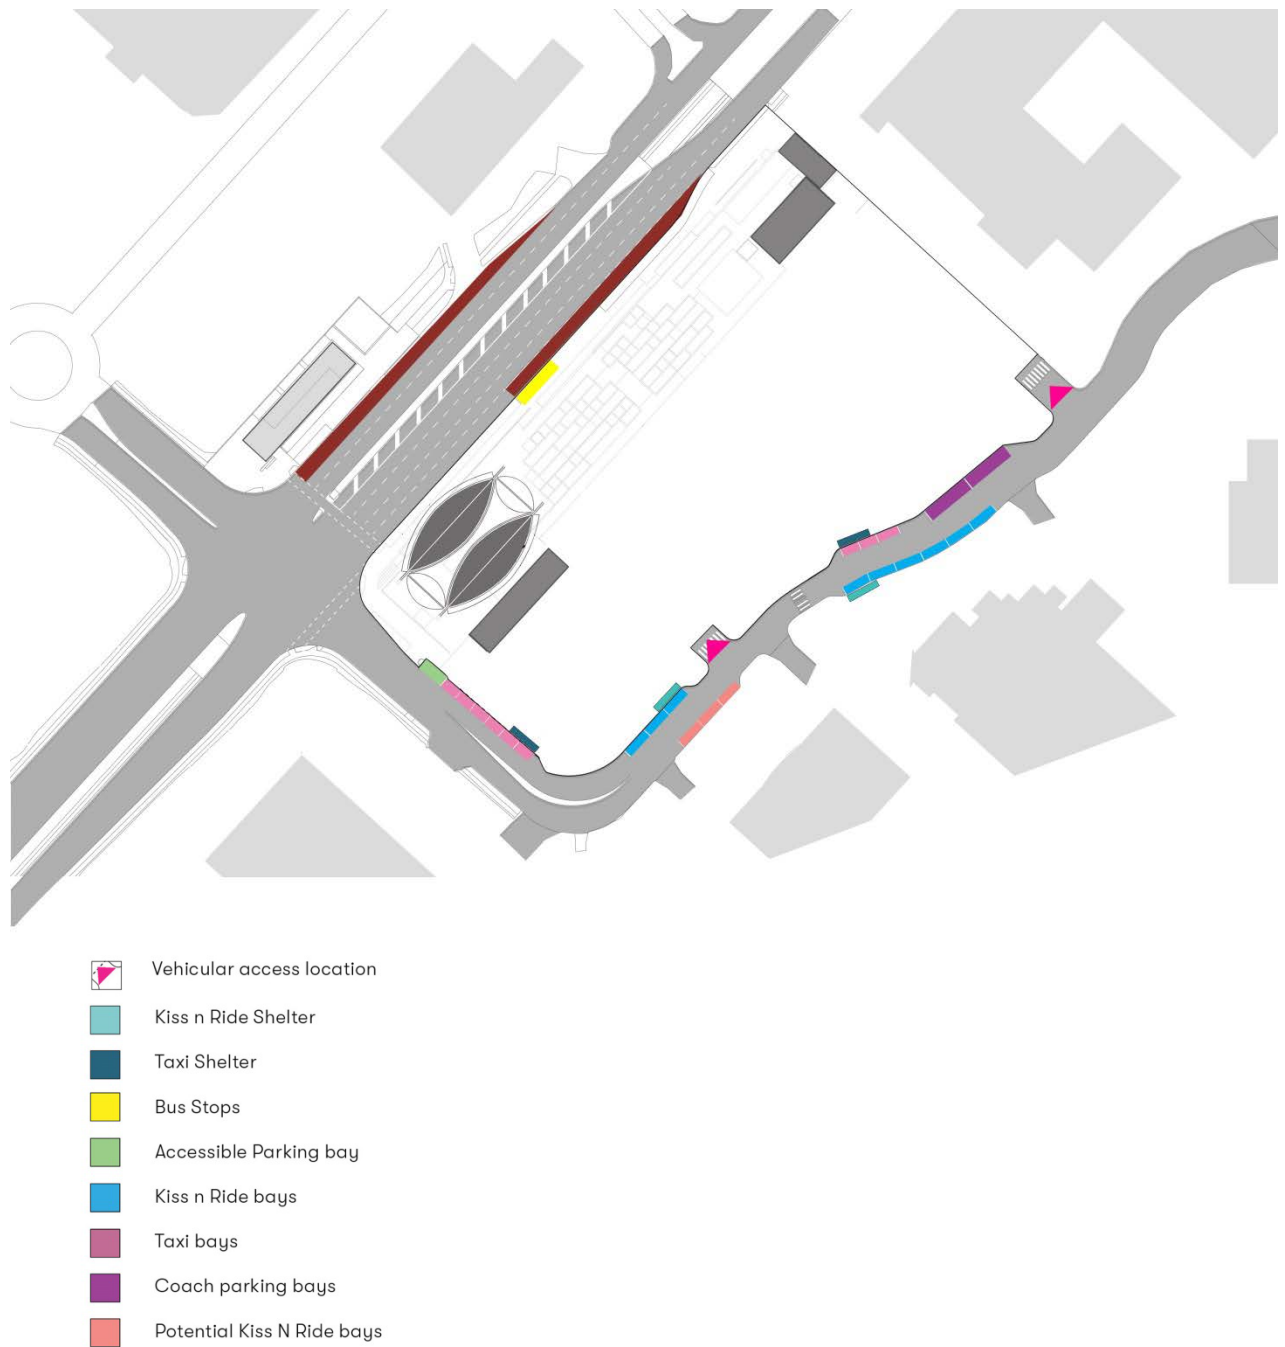 Vehicular access location
Kiss n Ride Shelter
Taxi Shelter
Bus Stops
Accessible Parking bay
Kiss n Ride bays
Taxi bays
Coach parking bays
Potential Kiss N Ride bays